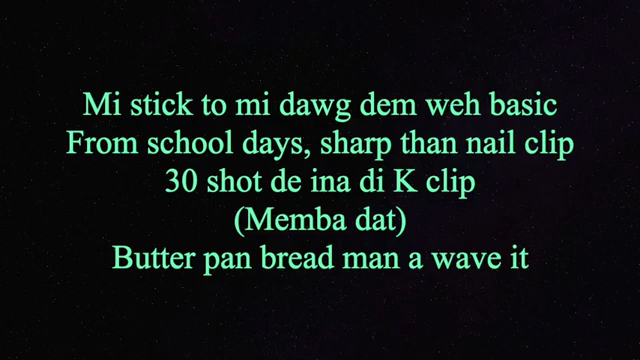 Mi stick to mi dawg dem weh basic
From school days, sharp than nail clip
30 shot de ina di K clip
(Memba dat)
Butter pan bread man a wave it